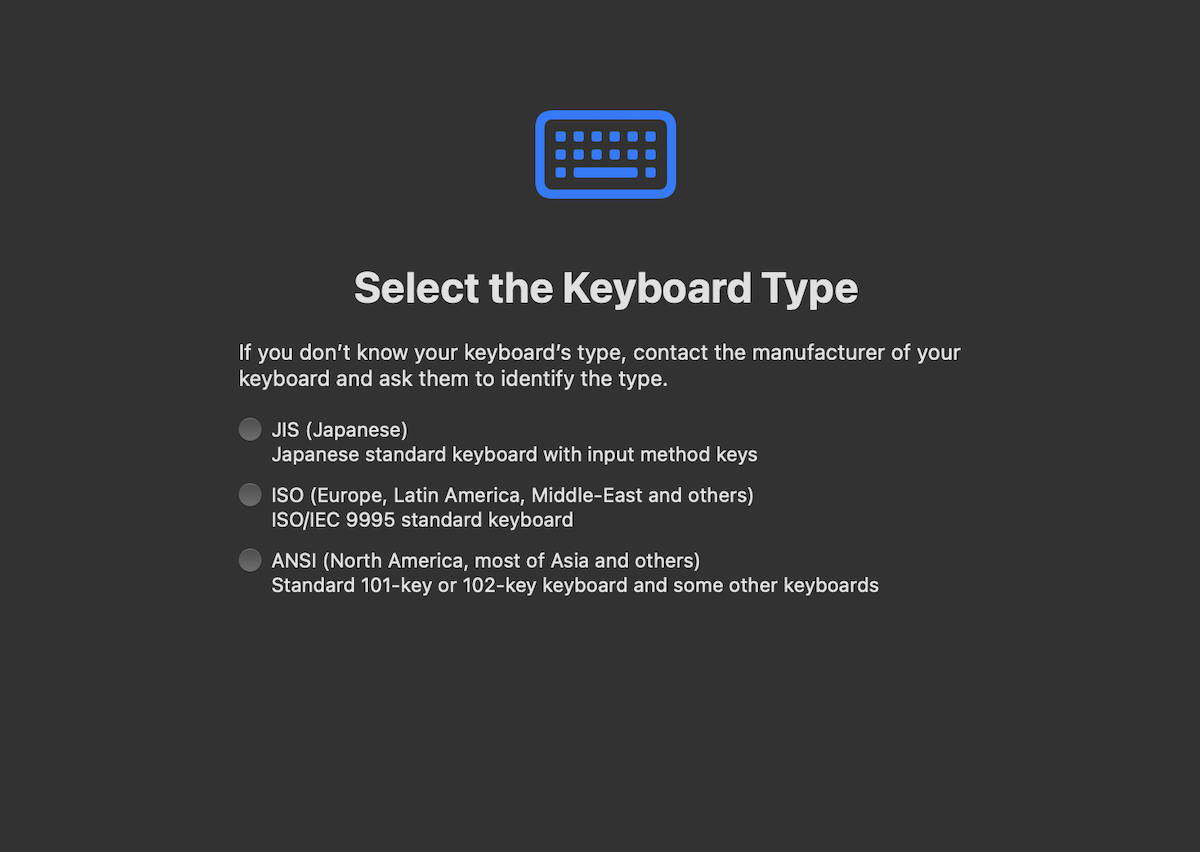 Select the Keyboard Type
If you don’t know your keyboard’s type, contact the manufacturer of your
keyboard and ask them to identify the type.
JIS (Japanese)
Japanese standard keyboard with input method keys
ISO (Europe, Latin America, Middle-East and others)
ISO/IEC 9995 standard keyboard
ANSI (North America, most of Asia and others)
Standard 101-key or 102-key keyboard and some other keyboards